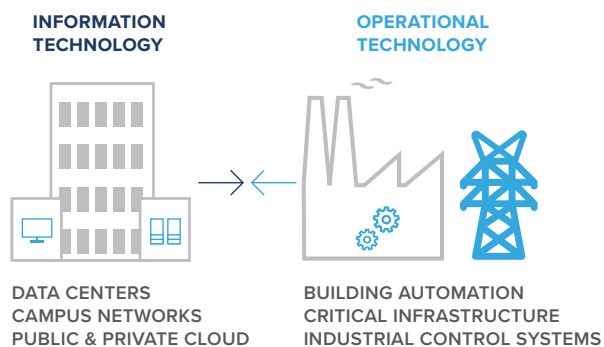 INFORMATION
TECHNOLOGY
OPERATIONAL
TECHNOLOGY
DATA CENTERS
CAMPUS NETWORKS
PUBLIC & PRIVATE CLOUD
BUILDING AUTOMATION
CRITICAL INFRASTRUCTURE
INDUSTRIAL CONTROL SYSTEMS